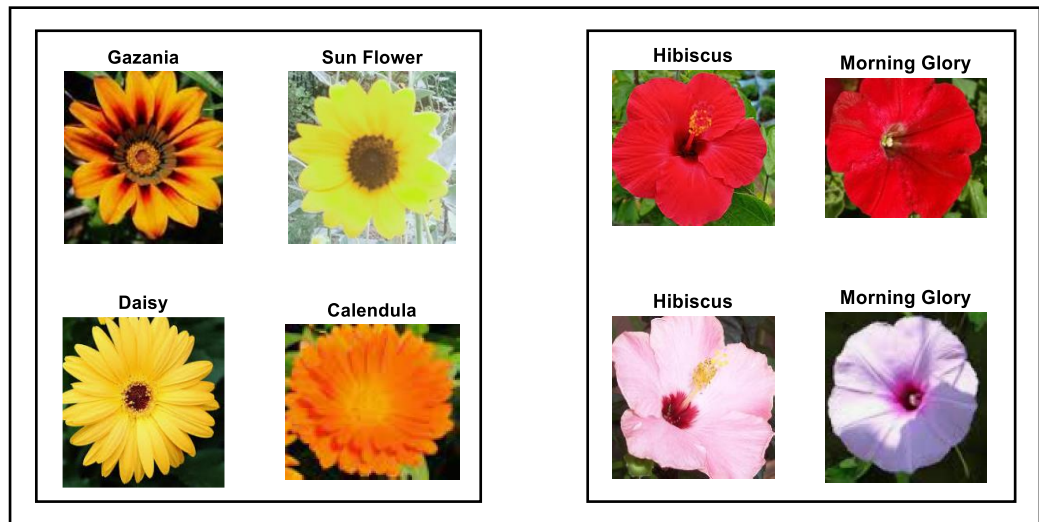 Gazania
Sun Flower
Daisy
Calendula
Hibiscus
Morning Glory
Hibiscus
Morning Glory